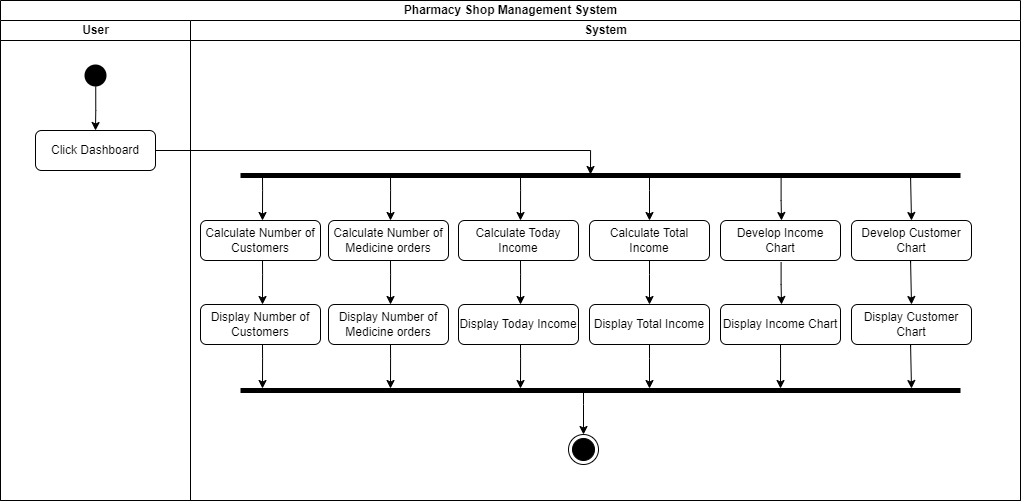 Pharmacy Shop Management System
User
System
Click Dashboard
Calculate Number of
Customers
Calculate Number of
Medicine orders
Calculate Today
Income
Calculate Total
Income
Develop Income
Chart
Develop Customer
Chart
Display Number of
Customers
Display Number of
Medicine orders
Display Today Income
Display Total Income
Display Income Chart
Display Customer
Chart